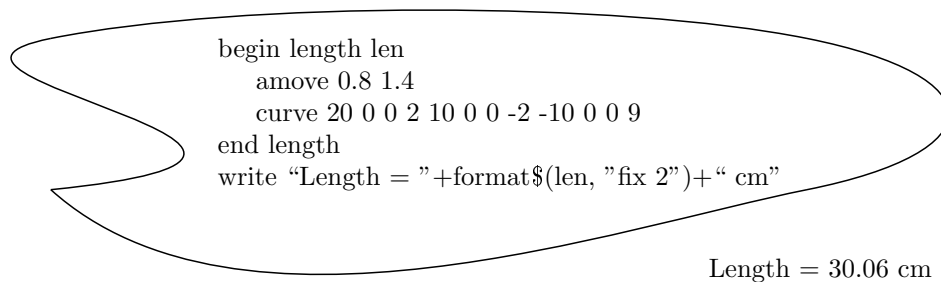 begin length len
amove 0.8 1.4
curve 20 0 0 2 10 0 0 -2 -10 0 0 9
end length
write “Length = ”+format$(len, ”fix 2”)+“ cm”
Length = 30.06 cm